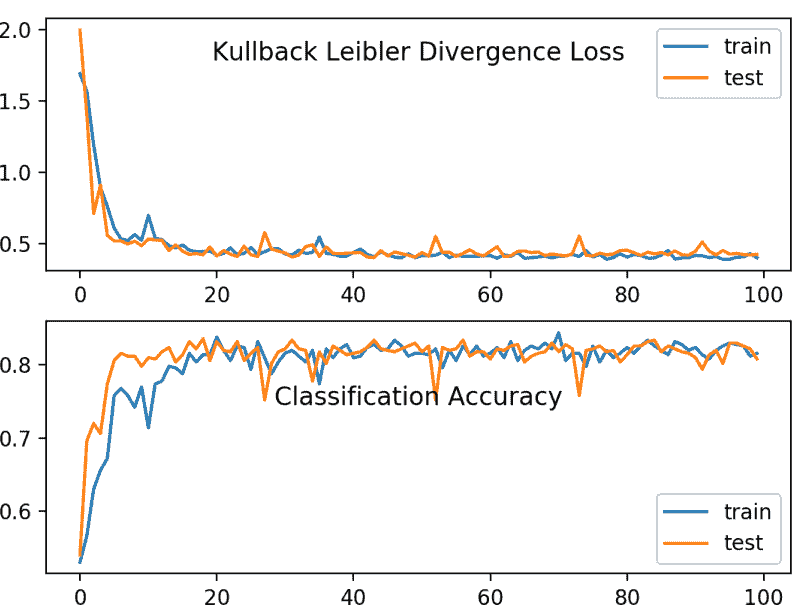 Kullback Leibler Divergence Loss
train
test
2.0
1.5
1.0
0.5
0 20 40 60 80 100
Classification Accuracy
train
test
0.8
0.7
0.6
0 20 40 60 80 100